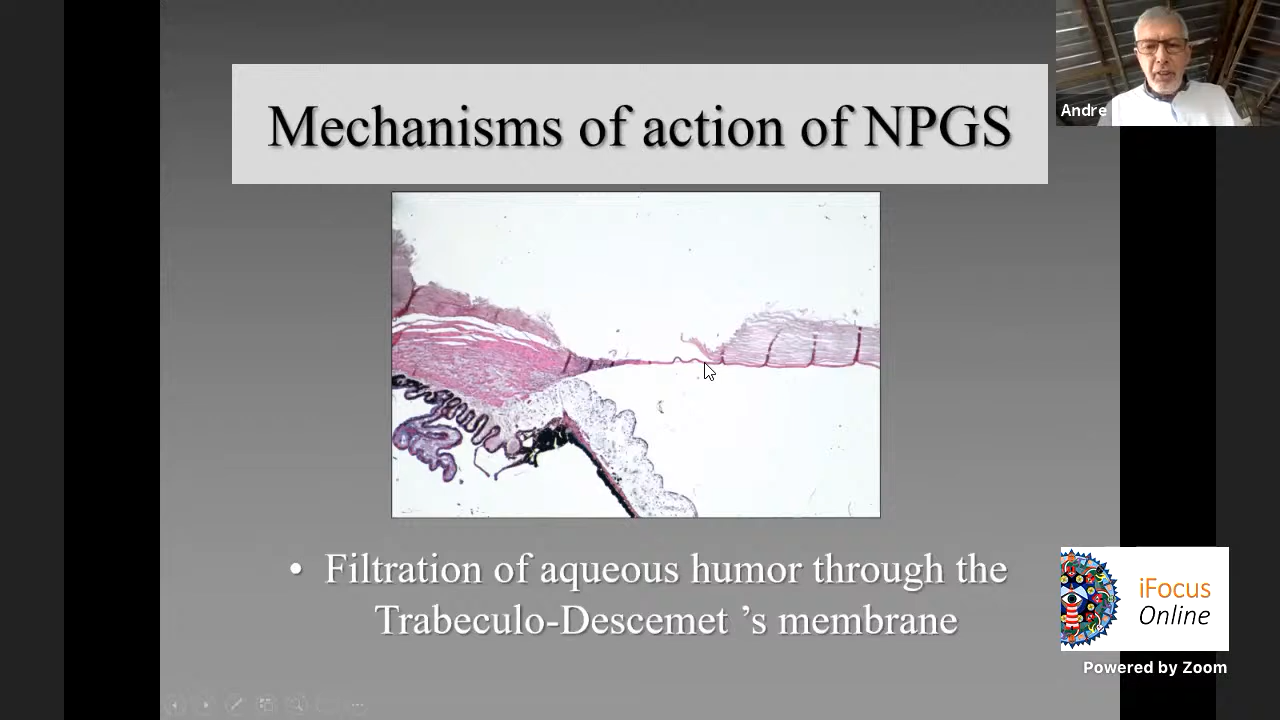 Mechanisms of action of NPGS
Andre
• Filtration of aqueous humor through the
Trabeculo-Descemet ’s membrane
iFocus
Online
Powered by Zoom